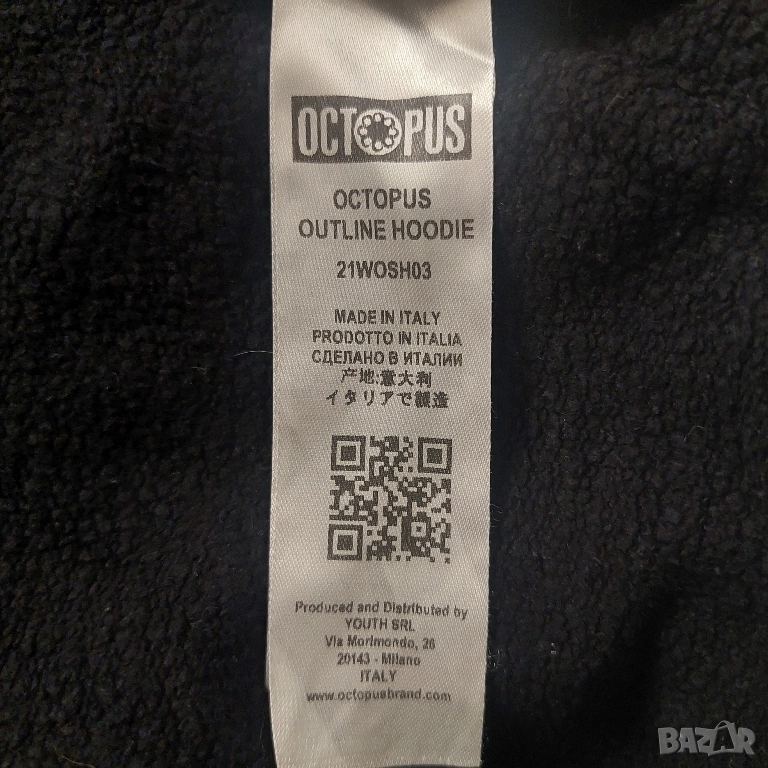 OCTOPUS
OCTOPUS
OUTLINE HOODIE
21WOSH03
MADE IN ITALY
PRODOTTO IN ITALIA
СДЕЛАНО В ИТАЛИИ
产地:意大利
イタリアで製造
Produced and Distributed by
YOUTH SRL
Via Morimondo, 26
20143 - Milano
ITALY
www.octopusbrand.com
BAZAR